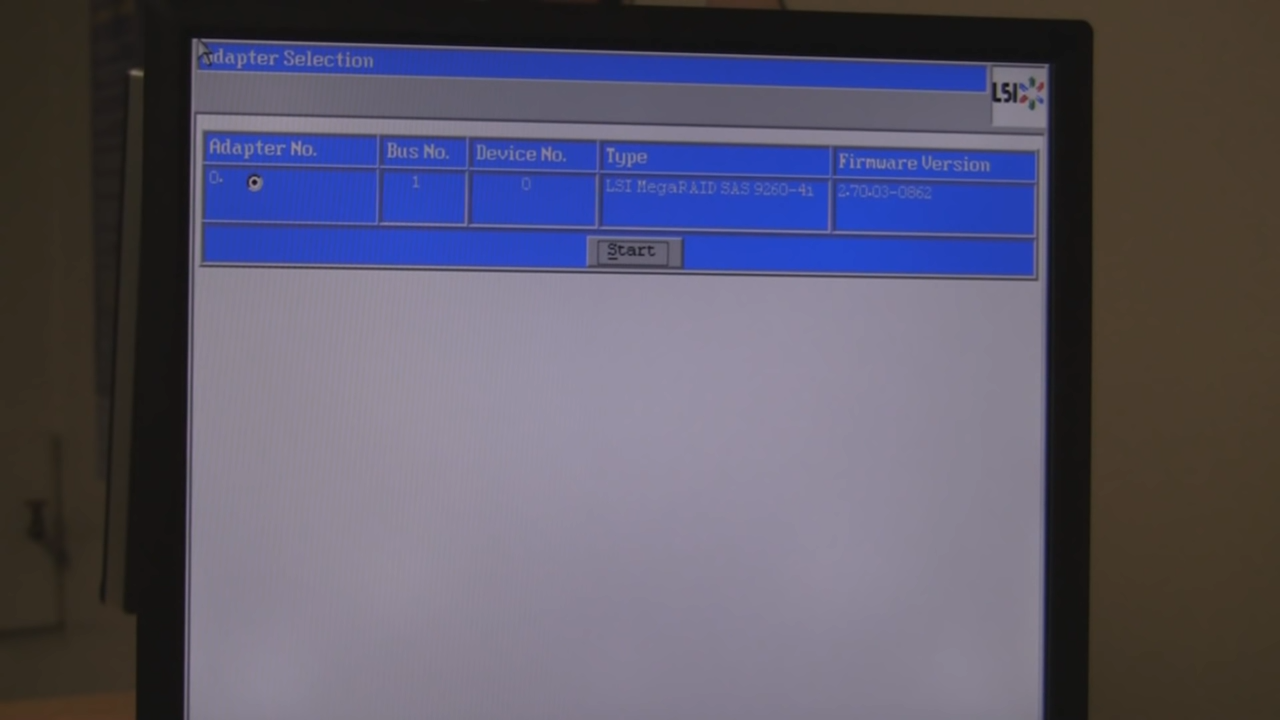 Adapter Selection
LSI
Adapter No. Bus No. Device No. Type Firmware Version
0. 1 0 LSI MegaRAID SAS 9260-4i 2.70.03-0862
Start